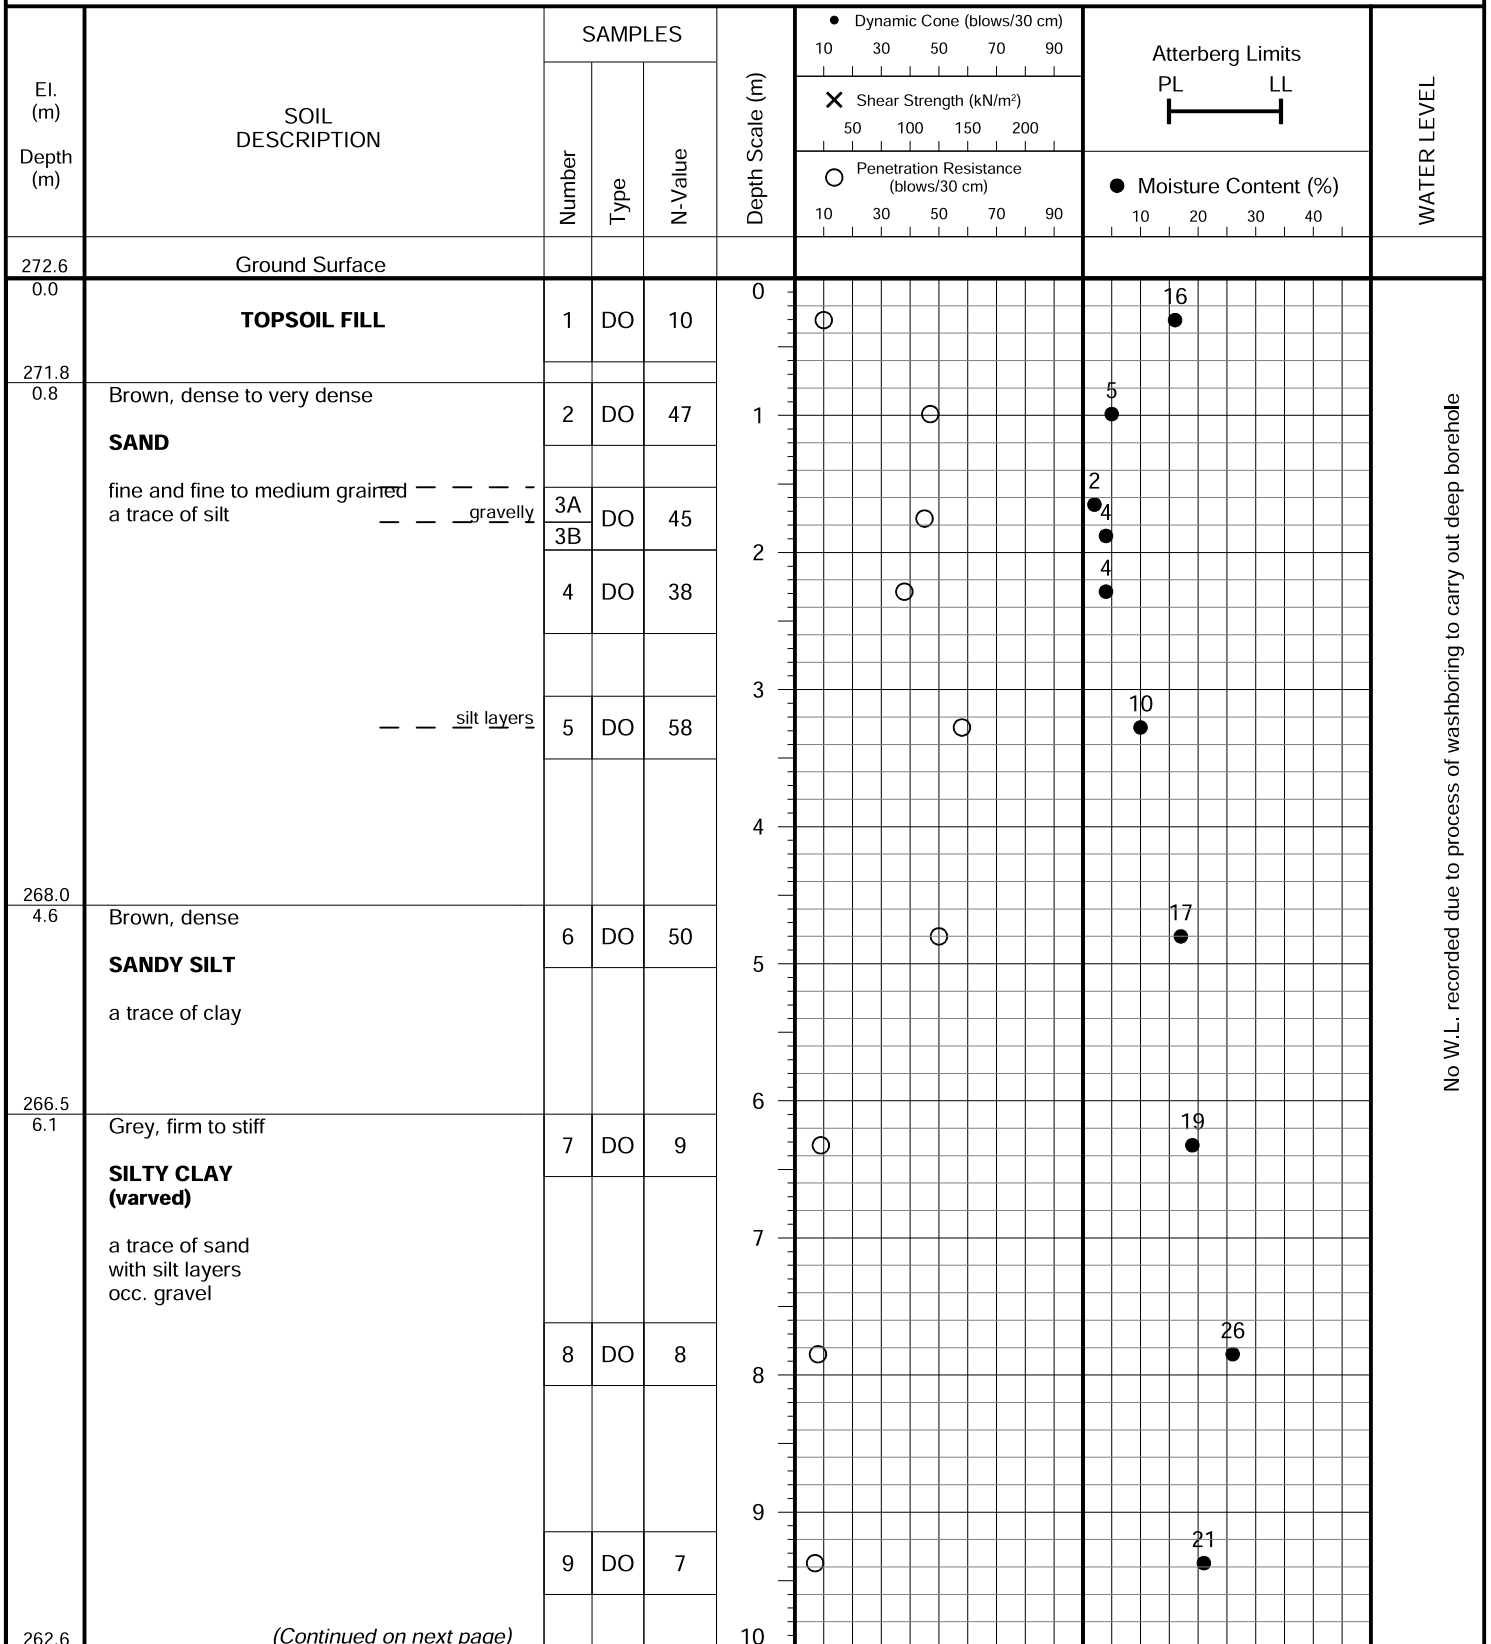 ● Dynamic Cone (blows/30 cm)
10 30 50 70 90
SAMPLES
Atterberg Limits
PL LL
El.
(m)
Depth
(m)
SOIL
DESCRIPTION
Number
Type
N-Value
Depth Scale (m)
Shear Strength (kN/m²)
50 100 150 200
Penetration Resistance
(blows/30 cm)
10 30 50 70 90
● Moisture Content (%)
10 20 30 40
WATER LEVEL
272.6 Ground Surface
0.0
0
16
TOPSOIL FILL 1 DO 10
271.8
0.8
Brown, dense to very dense
5
2 DO 47
1
SAND
2
fine and fine to medium grained
3A
gravelly
a trace of silt
DO 45
4
3B
2
4
4 DO 38
3
10
silt layers
5 DO 58
4
268.0
4.6
Brown, dense
17
6 DO 50
SANDY SILT
5
a trace of clay
6
266.5
6.1
Grey, firm to stiff
19
7 DO 9
SILTY CLAY
(varved)
7
a trace of sand
with silt layers
occ. gravel
26
8 DO 8
8
9
21
9 DO 7
262.6
(Continued on next page)
10
No W.L. recorded due to process of washboring to carry out deep borehole